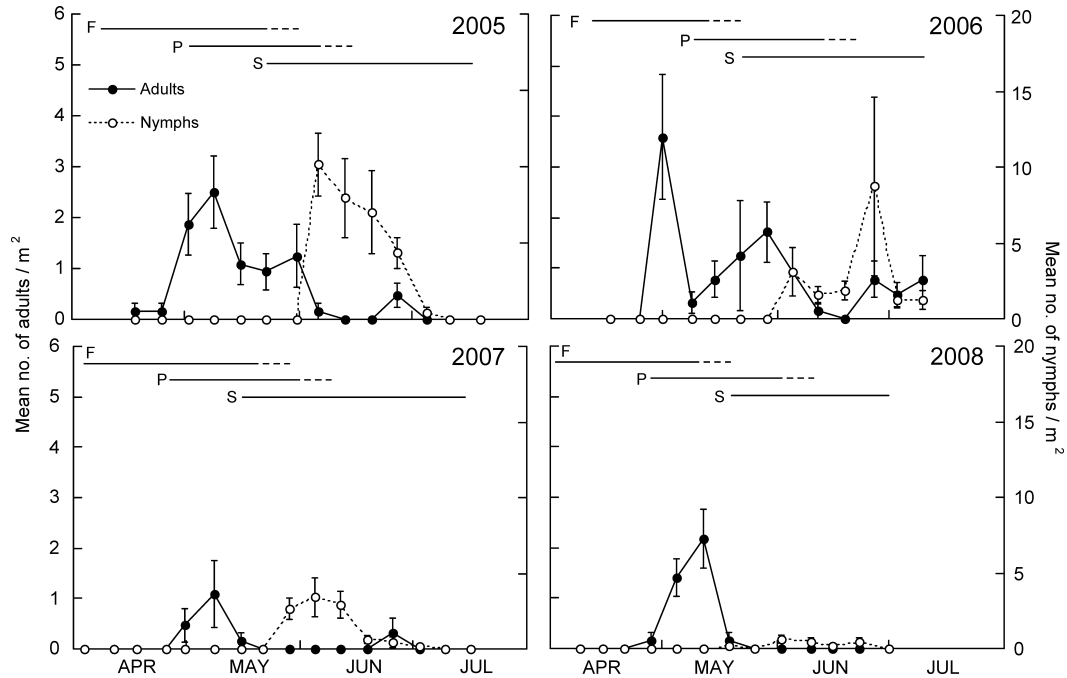 6
5
4
3
2
1
0
F
P
S
2005
Adults
Nymphs
F
P
S
2006
20
15
10
5
0
Mean no. of adults / m²
Mean no. of nymphs / m²
6
5
4
3
2
1
0
F
P
S
2007
APR MAY JUN JUL
F
P
S
2008
20
15
10
5
0
APR MAY JUN JUL